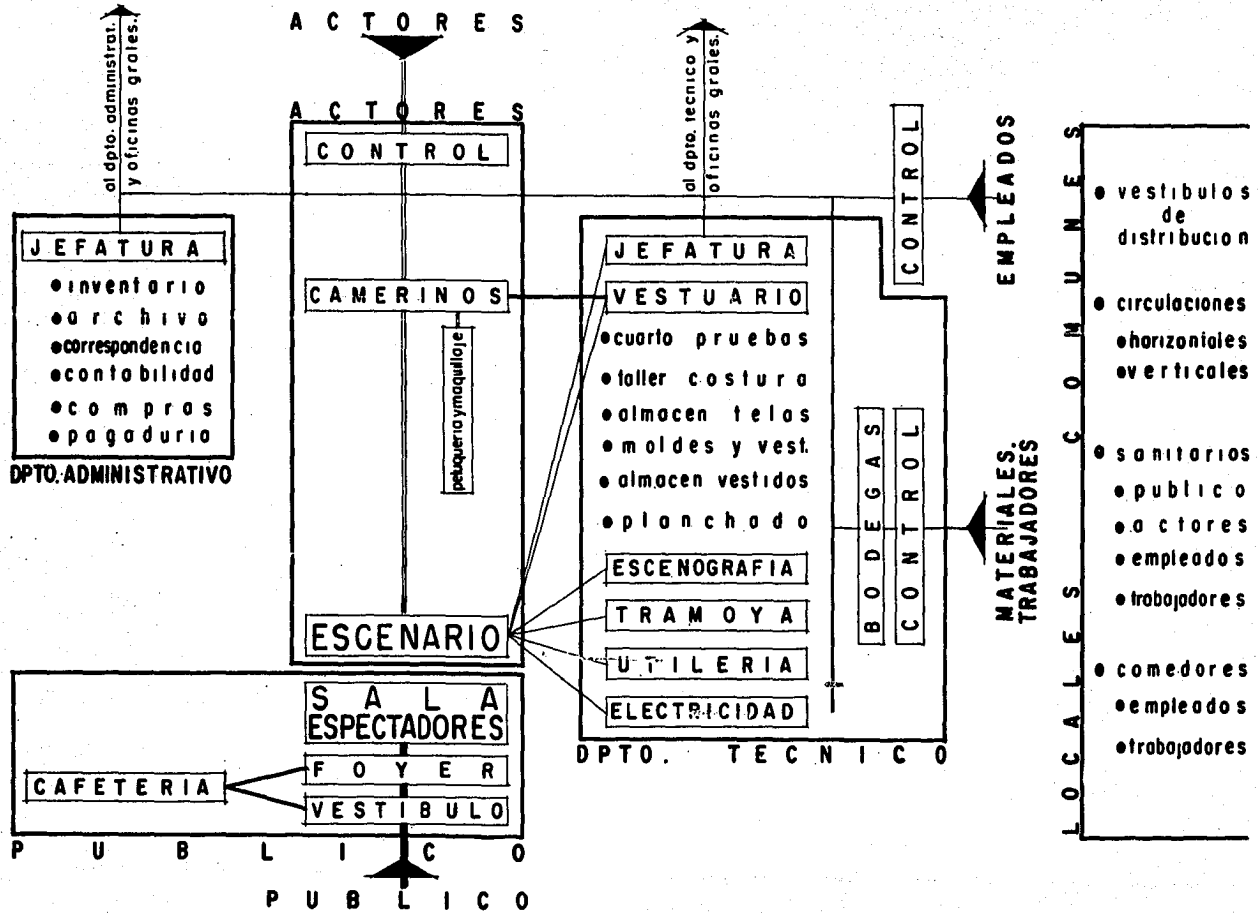 al dpto. administrat.
y oficinas grales.
ACTORES
al dpto. tecnico y
oficinas grales.
ACTORES
CONTROL
CONTROL
EMPLEADOS
JEFATURA
• inventario
• archivo
• correspondencia
• contabilidad
• compras
• pagaduria
DPTO. ADMINISTRATIVO
CAMERINOS
peluqueria y maquillaje
ESCENARIO
JEFATURA
VESTUARIO
• cuarto pruebas
• taller costura
• almacen telas
• moldes y vest.
• almacen vestidos
• planchado
ESCENOGRAFIA
TRAMOYA
UTILERIA
ELECTRICIDAD
BODEGAS
CONTROL
MATERIALES.
TRABAJADORES
DPTO. TECNICO
SALA
ESPECTADORES
FOYER
CAFETERIA
VESTIBULO
PUBLICO
PUBLICO
LOCALES COMUNES
• vestibulos
de
distribucion
• circulaciones
• horizontales
• verticales
• sanitarios
• publico
• actores
• empleados
• trabajadores
• comedores
• empleados
• trabajadores